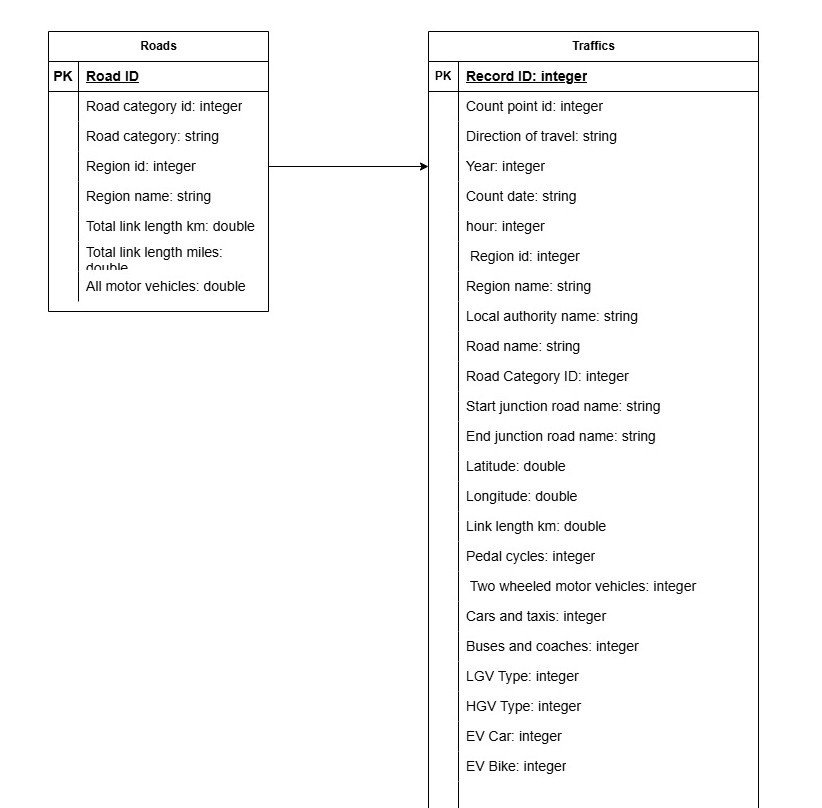 Roads
PK Road ID
Road category id: integer
Road category: string
Region id: integer
Region name: string
Total link length km: double
Total link length miles:
double
All motor vehicles: double
Traffics
PK Record ID: integer
Count point id: integer
Direction of travel: string
Year: integer
Count date: string
hour: integer
Region id: integer
Region name: string
Local authority name: string
Road name: string
Road Category ID: integer
Start junction road name: string
End junction road name: string
Latitude: double
Longitude: double
Link length km: double
Pedal cycles: integer
Two wheeled motor vehicles: integer
Cars and taxis: integer
Buses and coaches: integer
LGV Type: integer
HGV Type: integer
EV Car: integer
EV Bike: integer